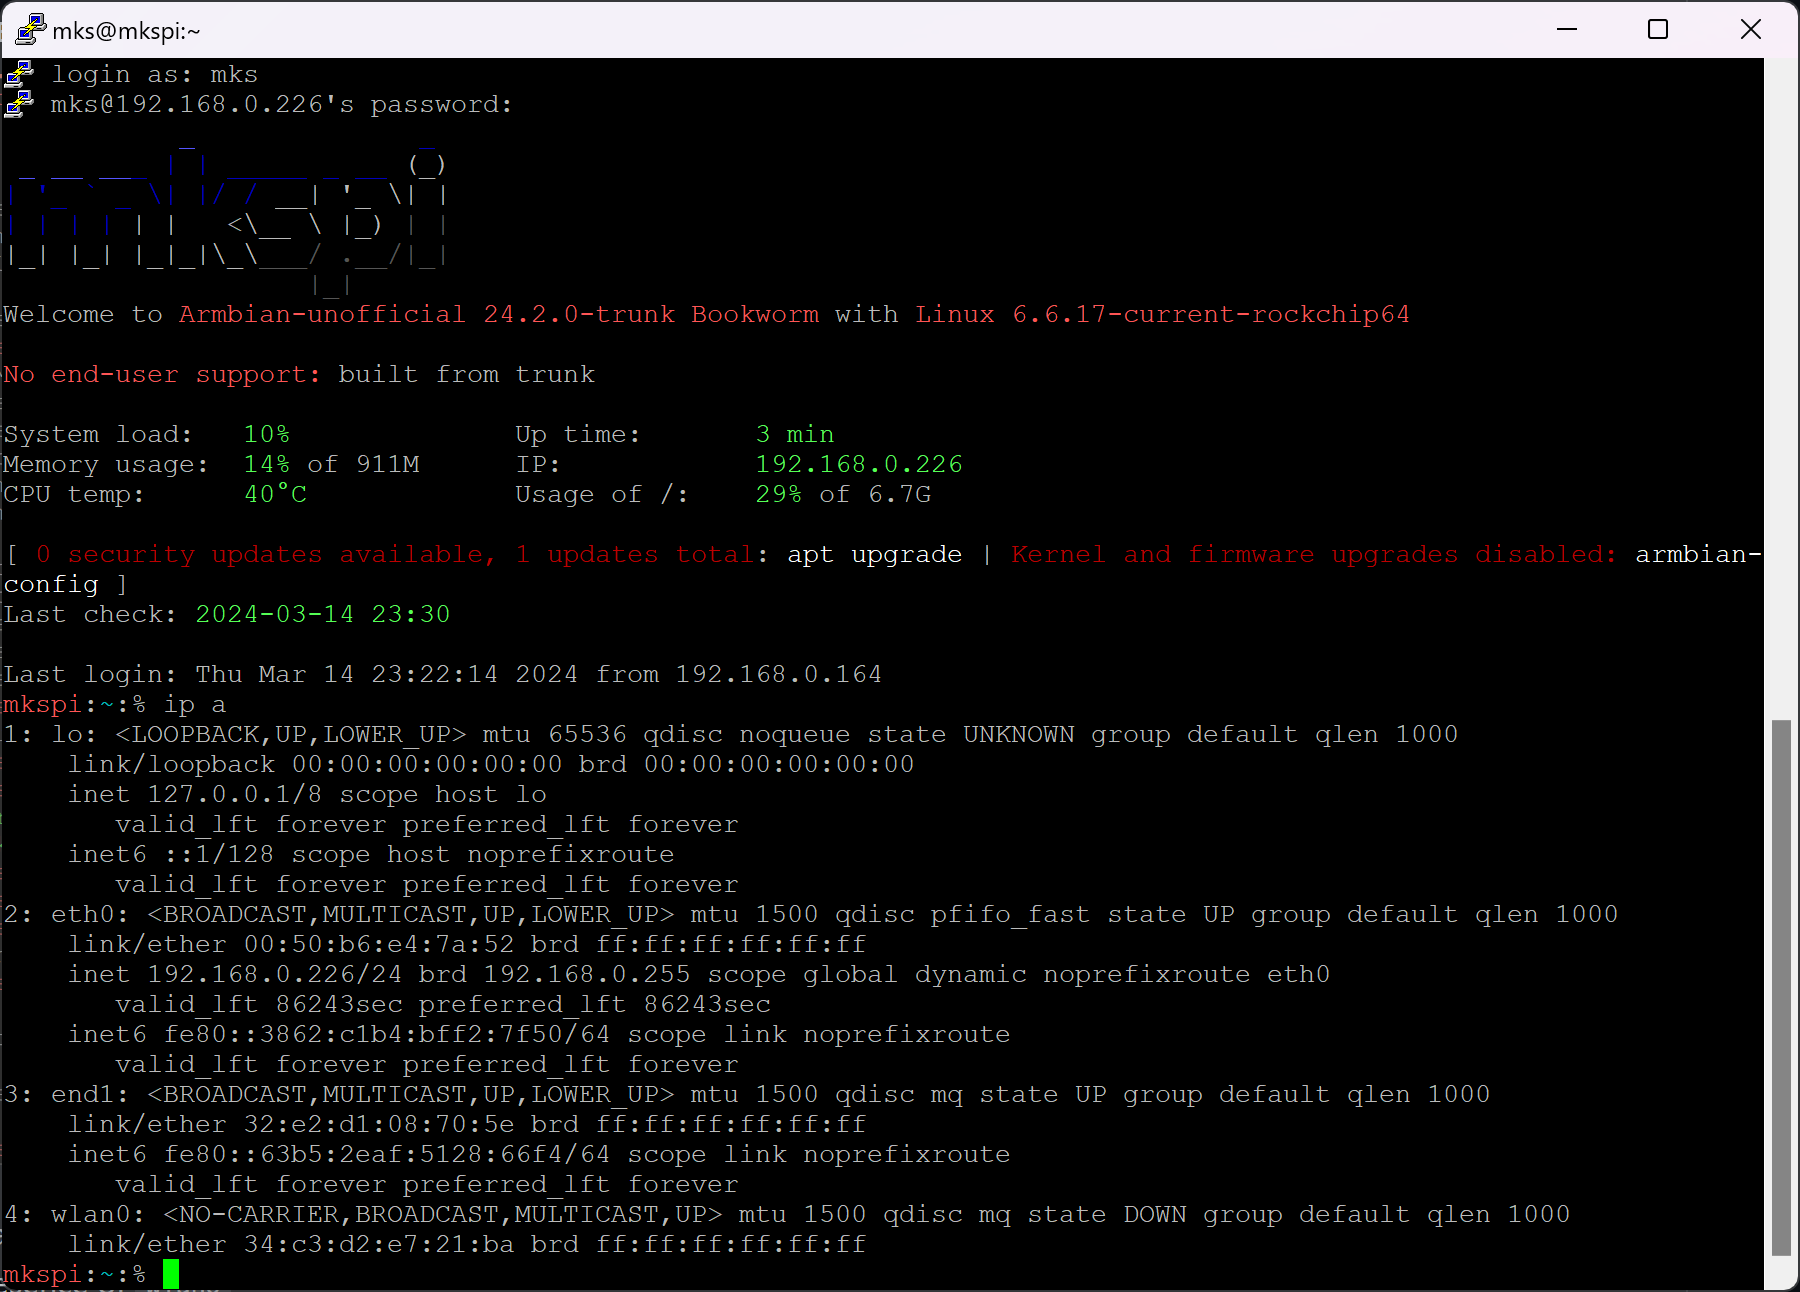 mks@mkspi:~
login as: mks
mks@192.168.0.226's password:
           _              _
 _ __ ___ | | _____ _ __ (_)
| '_ ` _ \| |/ / __| '_ \| |
| | | | | |   <\__ \ |_) | |
|_| |_| |_|_|\_\___/ .__/|_|
                   |_|
Welcome to Armbian-unofficial 24.2.0-trunk Bookworm with Linux 6.6.17-current-rockchip64
No end-user support: built from trunk
System load:   10%              Up time:       3 min
Memory usage:  14% of 911M      IP:            192.168.0.226
CPU temp:      40°C             Usage of /:    29% of 6.7G
[ 0 security updates available, 1 updates total: apt upgrade | Kernel and firmware upgrades disabled: armbian-
config ]
Last check: 2024-03-14 23:30
Last login: Thu Mar 14 23:22:14 2024 from 192.168.0.164
mkspi:~:% ip a
1: lo: <LOOPBACK,UP,LOWER_UP> mtu 65536 qdisc noqueue state UNKNOWN group default qlen 1000
    link/loopback 00:00:00:00:00:00 brd 00:00:00:00:00:00
    inet 127.0.0.1/8 scope host lo
       valid_lft forever preferred_lft forever
    inet6 ::1/128 scope host noprefixroute
       valid_lft forever preferred_lft forever
2: eth0: <BROADCAST,MULTICAST,UP,LOWER_UP> mtu 1500 qdisc pfifo_fast state UP group default qlen 1000
    link/ether 00:50:b6:e4:7a:52 brd ff:ff:ff:ff:ff:ff
    inet 192.168.0.226/24 brd 192.168.0.255 scope global dynamic noprefixroute eth0
       valid_lft 86243sec preferred_lft 86243sec
    inet6 fe80::3862:c1b4:bff2:7f50/64 scope link noprefixroute
       valid_lft forever preferred_lft forever
3: end1: <BROADCAST,MULTICAST,UP,LOWER_UP> mtu 1500 qdisc mq state UP group default qlen 1000
    link/ether 32:e2:d1:08:70:5e brd ff:ff:ff:ff:ff:ff
    inet6 fe80::63b5:2eaf:5128:66f4/64 scope link noprefixroute
       valid_lft forever preferred_lft forever
4: wlan0: <NO-CARRIER,BROADCAST,MULTICAST,UP> mtu 1500 qdisc mq state DOWN group default qlen 1000
    link/ether 34:c3:d2:e7:21:ba brd ff:ff:ff:ff:ff:ff
mkspi:~:%